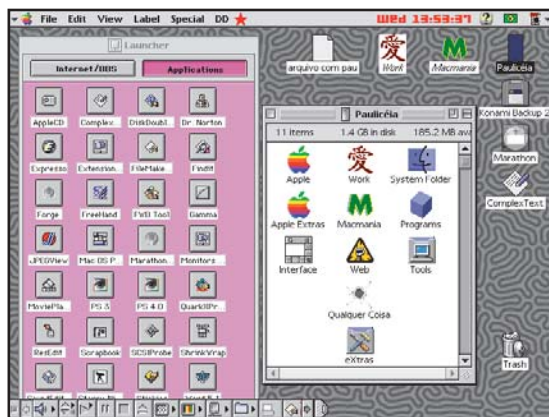 File Edit View Label Special DD Wed 13:53:37
Launcher
Internet/BBS Applications
AppleCD Complex... DiskDoubl... Dr. Norton
Expresso Extension... FileMake... FindIt
Forge FreeHand FWB Tool Gamma
JPEGView Mac OS P... Marathon... Monitors...
MoviePla... PS 3 PS 4.0 QuarkXPr...
ResEdit Scrapbook SCSIProbe ShrinkWrap
arquivo com pau Work Macmania Paulicéia
Paulicéia
11 items 1.4 GB in disk 185.2 MB ava
Apple Work System Folder
Apple Extras Macmania Programs
Interface Web Tools
Qualquer Coisa
eXtras
Konami Backup 2
Marathon
ComplexText
Trash